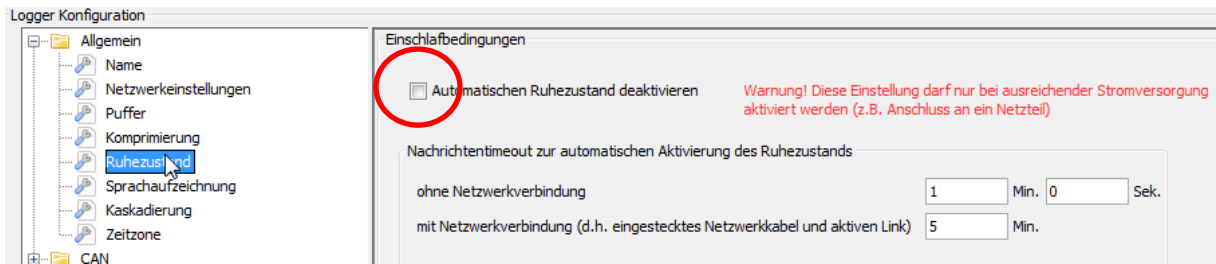 Logger Konfiguration
Allgemein
Name
Netzwerkeinstellungen
Puffer
Komprimierung
Ruhezustand
Sprachaufzeichnung
Kaskadierung
Zeitzone
CAN
Einschlafbedingungen
Automatischen Ruhezustand deaktivieren
Warnung! Diese Einstellung darf nur bei ausreichender Stromversorgung
aktiviert werden (z.B. Anschluss an ein Netzteil)
Nachrichtentimeout zur automatischen Aktivierung des Ruhezustands
ohne Netzwerkverbindung 1 Min. 0 Sek.
mit Netzwerkverbindung (d.h. eingestecktes Netzwerkkabel und aktiven Link) 5 Min.